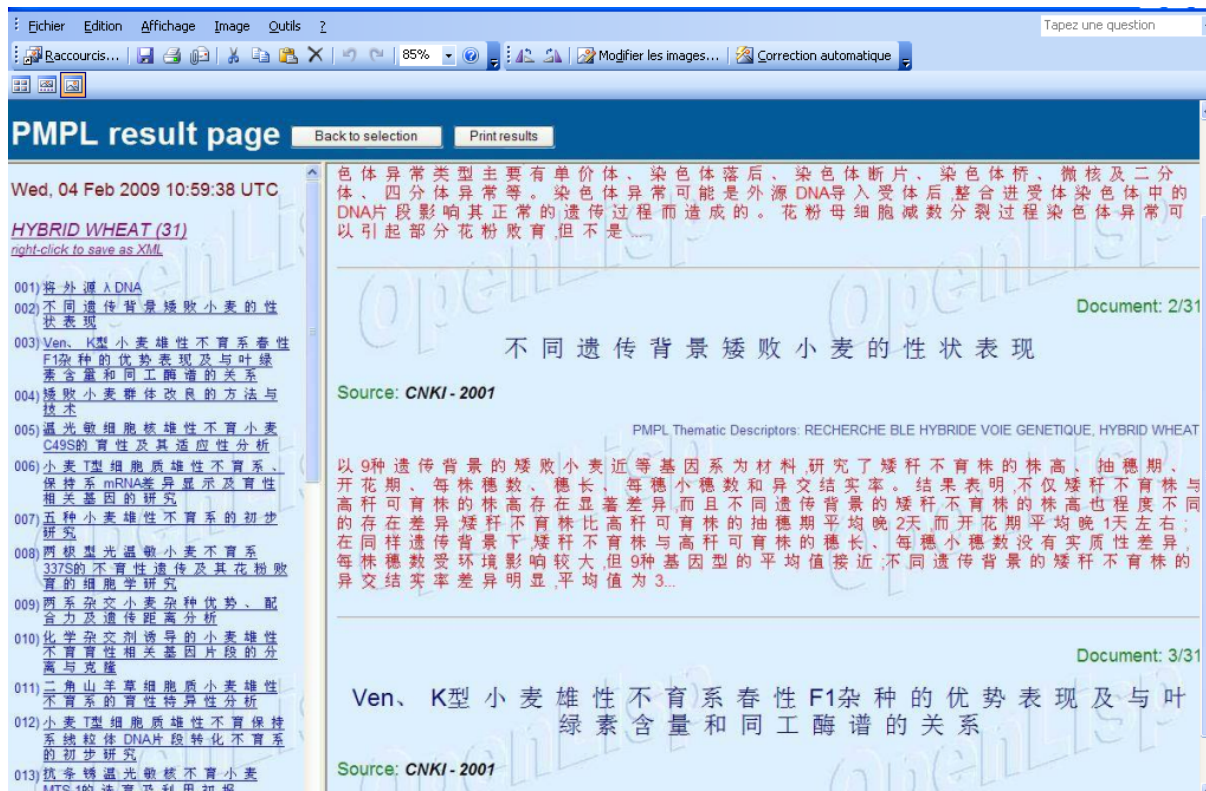 Fichier Edition Affichage Image Outils ?
Tapez une question
Raccourcis... 85% Modifier les images... Correction automatique
PMPL result page Back to selection Print results
Wed, 04 Feb 2009 10:59:38 UTC
HYBRID WHEAT (31)
right-click to save as XML
001) 将外源λDNA
002) 不同遗传背景矮败小麦的性
状表现
003) Ven、 K型小麦雄性不育系春性
F1杂种的优势表现及与叶绿
素含量和同工酶谱的关系
004) 矮败小麦群体改良的方法与
技术
005) 温光敏细胞核雄性不育小麦
C49S的育性及其适应性分析
006) 小麦T型细胞质雄性不育系、
保持系mRNA差异显示及育性
相关基因的研究
007) 五种小麦雄性不育系的初步
研究
008) 两极型光温敏小麦不育系
337S的不育性遗传及其花粉败
育的细胞学研究
009) 两系杂交小麦杂种优势、配
合力及遗传距离分析
010) 化学杂交剂诱导的小麦雄性
不育育性相关基因片段的分
离与克隆
011) 二角山羊草细胞质小麦雄性
不育系的育性特异性分析
012) 小麦T型细胞质雄性不育保持
系线粒体DNA片段转化不育系
的初步研究
013) 抗条锈温光敏核不育小麦
MTS-1的选育及利用初报
色体异常类型主要有单价体、染色体落后、染色体断片、染色体桥、微核及二分
体、四分体异常等。染色体异常可能是外源DNA导入受体后,整合进受体染色体中的
DNA片段影响其正常的遗传过程而造成的。花粉母细胞减数分裂过程染色体异常可
以引起部分花粉败育,但不是...
Document: 2/31
不同遗传背景矮败小麦的性状表现
Source: CNKI - 2001
PMPL Thematic Descriptors: RECHERCHE BLE HYBRIDE VOIE GENETIQUE, HYBRID WHEAT
以9种遗传背景的矮败小麦近等基因系为材料,研究了矮秆不育株的株高、抽穗期、
开花期、每株穗数、穗长、每穗小穗数和异交结实率。结果表明,不仅矮秆不育株与
高秆可育株的株高存在显著差异,而且不同遗传背景的矮秆不育株的株高也程度不同
的存在差异;矮秆不育株比高秆可育株的抽穗期平均晚2天,而开花期平均晚1天左右;
在同样遗传背景下,矮秆不育株与高秆可育株的穗长、每穗小穗数没有实质性差异,
每株穗数受环境影响较大,但9种基因型的平均值接近;不同遗传背景的矮秆不育株的
异交结实率差异明显,平均值为3...
Document: 3/31
Ven、 K型小麦雄性不育系春性F1杂种的优势表现及与叶
绿素含量和同工酶谱的关系
Source: CNKI - 2001
OpenLisp